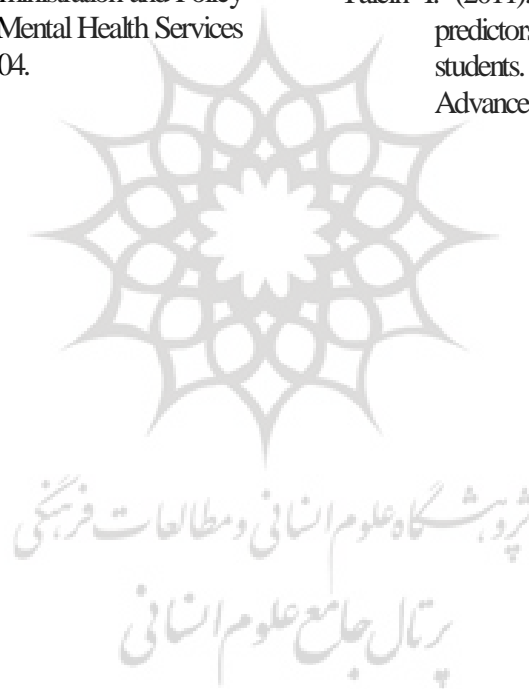 ministration and Policy
Mental Health Services
04.
Yalcin I. (2011).
predictors
students.
Advance
پژوهشگاه علوم انسانی و مطالعات فرهنگی
پرتال جامع علوم انسانی